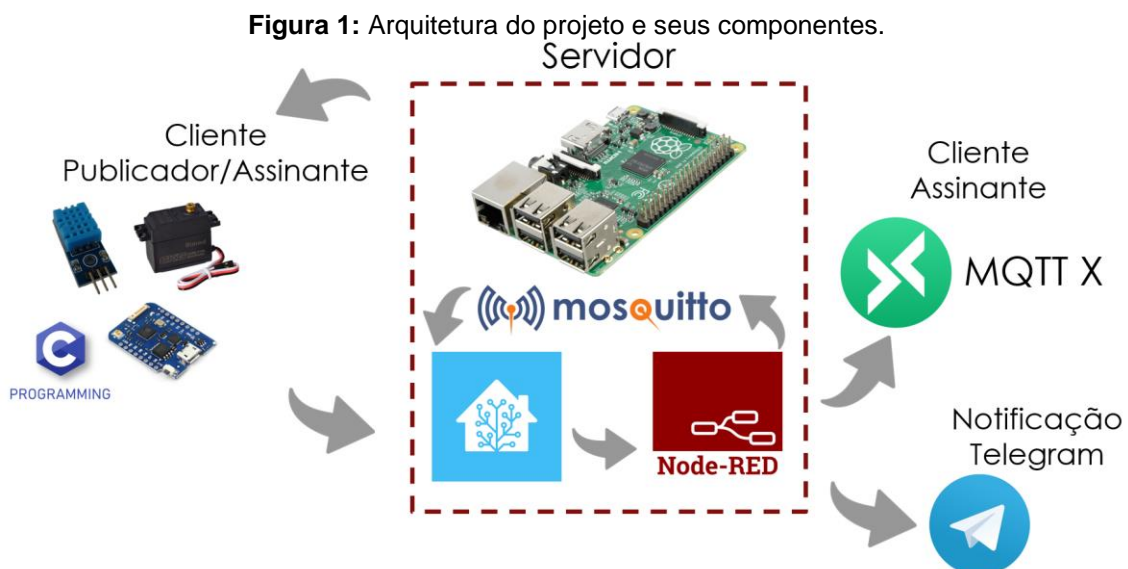 Figura 1: Arquitetura do projeto e seus componentes.
Servidor
Cliente
Publicador/Assinante
C
PROGRAMMING
mosquitto
Node-RED
Cliente
Assinante
MQTT X
Notificação
Telegram